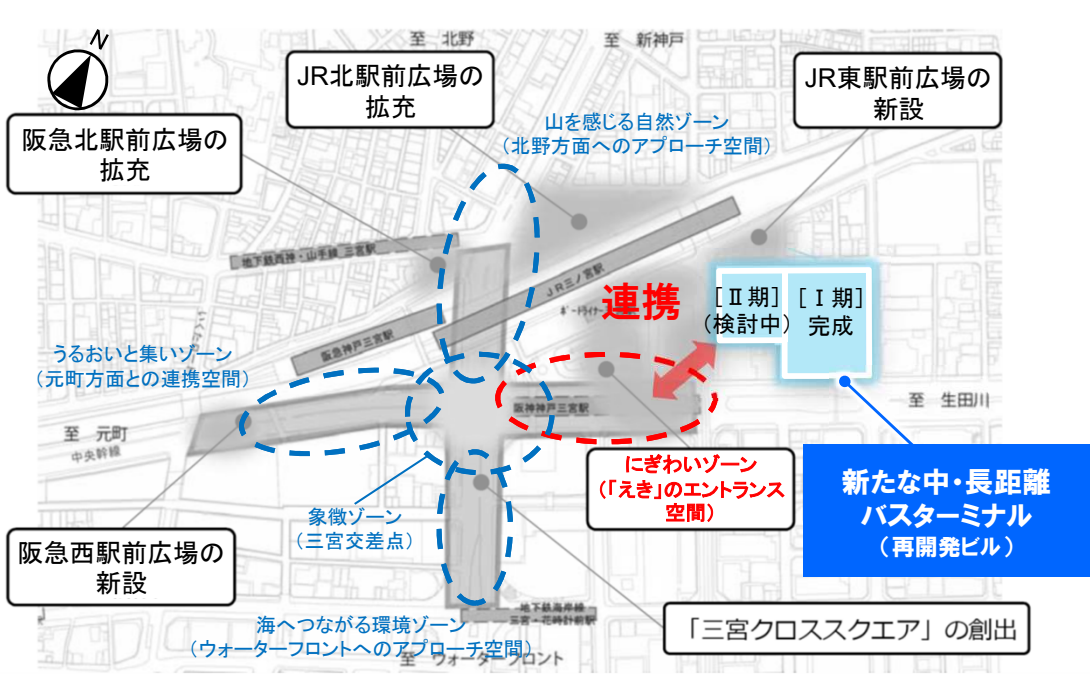 N
至 北野
至 新神戸
JR北駅前広場の
拡充
JR東駅前広場の
新設
阪急北駅前広場の
拡充
山を感じる自然ゾーン
（北野方面へのアプローチ空間）
地下鉄西神・山手線 三宮駅
JR三ノ宮駅
連携
［Ⅱ期］
（検討中）
［Ⅰ期］
完成
阪急神戸三宮駅
うるおいと集いゾーン
（元町方面との連携空間）
阪神神戸三宮駅
至 生田川
至 元町
中央幹線
にぎわいゾーン
（「えき」のエントランス
空間）
新たな中・長距離
バスターミナル
（再開発ビル）
象徴ゾーン
（三宮交差点）
阪急西駅前広場の
新設
地下鉄海岸線
三宮・花時計前駅
海へつながる環境ゾーン
（ウォーターフロントへのアプローチ空間）
至 ウォーターフロント
「三宮クロススクエア」の創出